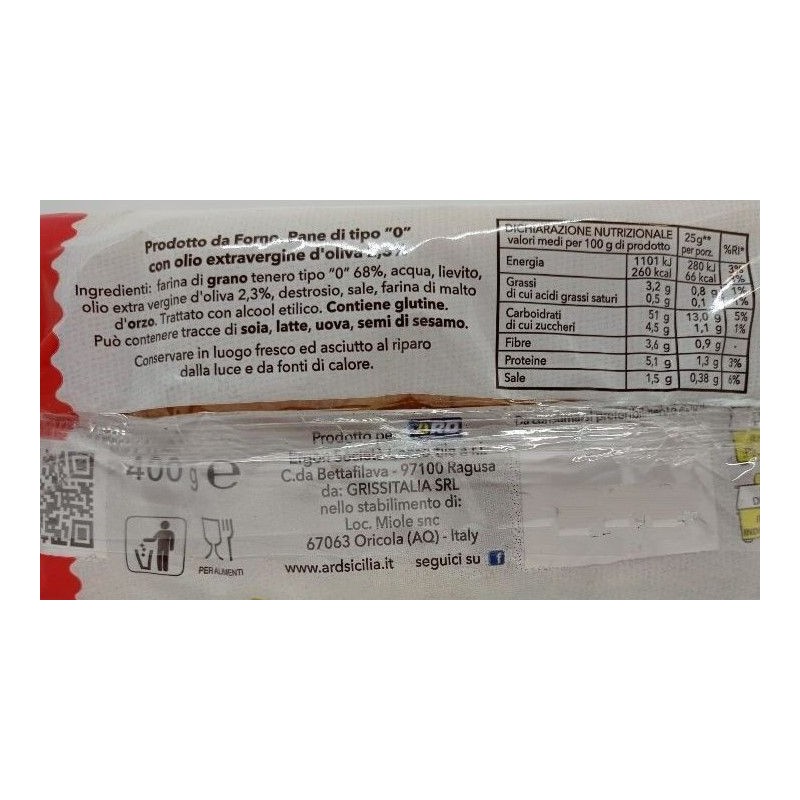 Prodotto da Forno. Pane di tipo "0"
con olio extravergine d'oliva
Ingredienti: farina di grano tenero tipo "0" 68%, acqua, lievito,
olio extra vergine d'oliva 2,3%, destrosio, sale, farina di malto
d'orzo. Trattato con alcool etilico. Contiene glutine.
Può contenere tracce di soia, latte, uova, semi di sesamo.
Conservare in luogo fresco ed asciutto al riparo
dalla luce e da fonti di calore.
DICHIARAZIONE NUTRIZIONALE
valori medi per 100 g di prodotto
25g**
per porz.
%RI*
Energia 1101 kJ 280 kJ 3%
260 kcal 66 kcal 3%
Grassi 3,2 g 0,8 g 1%
di cui acidi grassi saturi 0,5 g 0,1 1%
Carboidrati 51 g 13,0 g 5%
di cui zuccheri 4,5 g 1,1 g 1%
Fibre 3,6 g 0,9 g -
Proteine 5,1 g 1,3 g 3%
Sale 1,5 g 0,38 g 6%
400 g e
Prodotto per ARD
C.da Bettafilava - 97100 Ragusa
da: GRISSITALIA SRL
nello stabilimento di:
Loc. Miole snc
67063 Oricola (AQ) - Italy
www.ardsicilia.it seguici su f
PER ALIMENTI